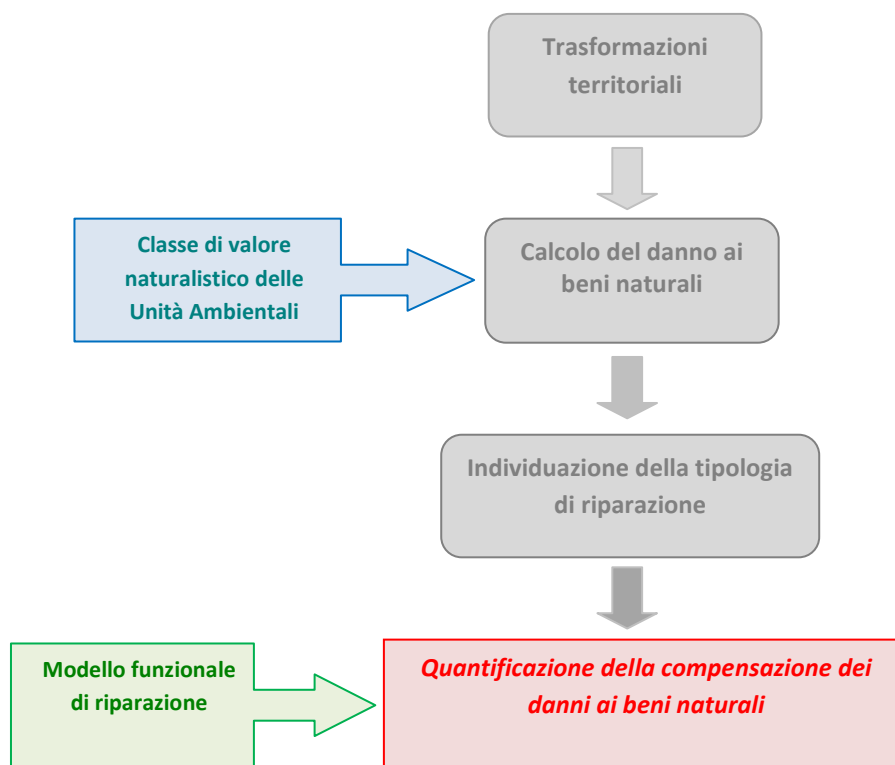 Trasformazioni
territoriali
Classe di valore
naturalistico delle
Unità Ambientali
Calcolo del danno ai
beni naturali
Individuazione della tipologia
di riparazione
Modello funzionale
di riparazione
Quantificazione della compensazione dei
danni ai beni naturali